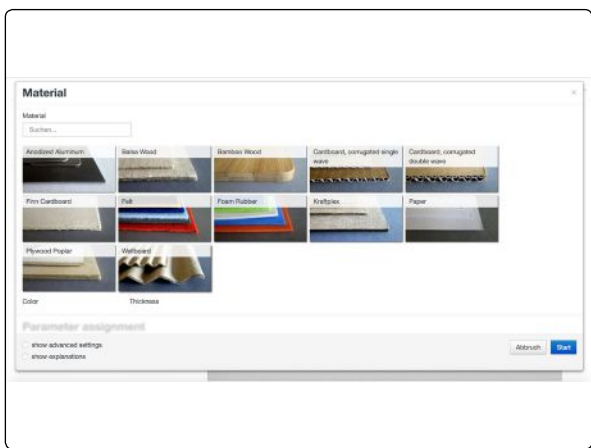 Material
×
Material
Suchen...
Anodized Aluminum
Balsa Wood
Bamboo Wood
Cardboard, corrugated single
wave
Cardboard, corrugated
double wave
Finn Cardboard
Felt
Foam Rubber
Kraftplex
Paper
Plywood Poplar
Wellboard
Color
Thickness
Parameter assignment
show advanced settings
show explanations
Abbruch
Start